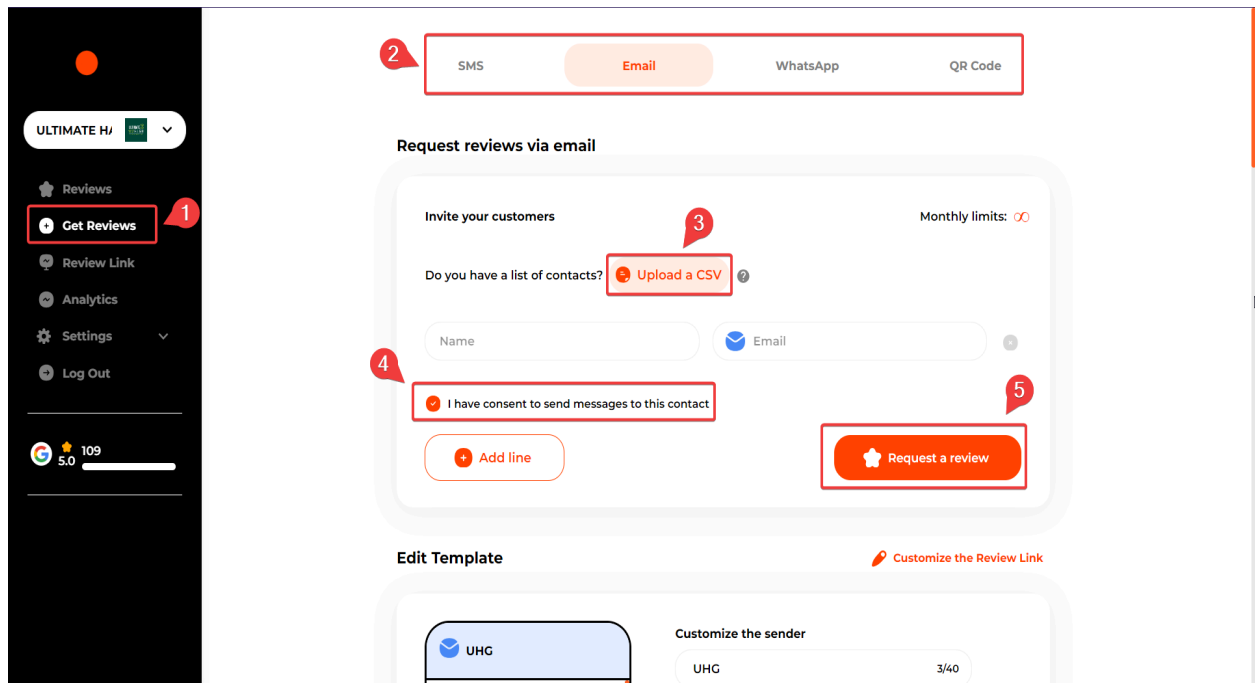 2
SMS
Email
WhatsApp
QR Code
ULTIMATE H
Reviews
1
Get Reviews
Review Link
Analytics
Settings
Log Out
G
109
5.0
Request reviews via email
Invite your customers
Monthly limits: ∞
3
Do you have a list of contacts? Upload a CSV ?
Name
Email
4
I have consent to send messages to this contact
5
Add line
Request a review
Edit Template
Customize the Review Link
UHG
Customize the sender
UHG
3/40